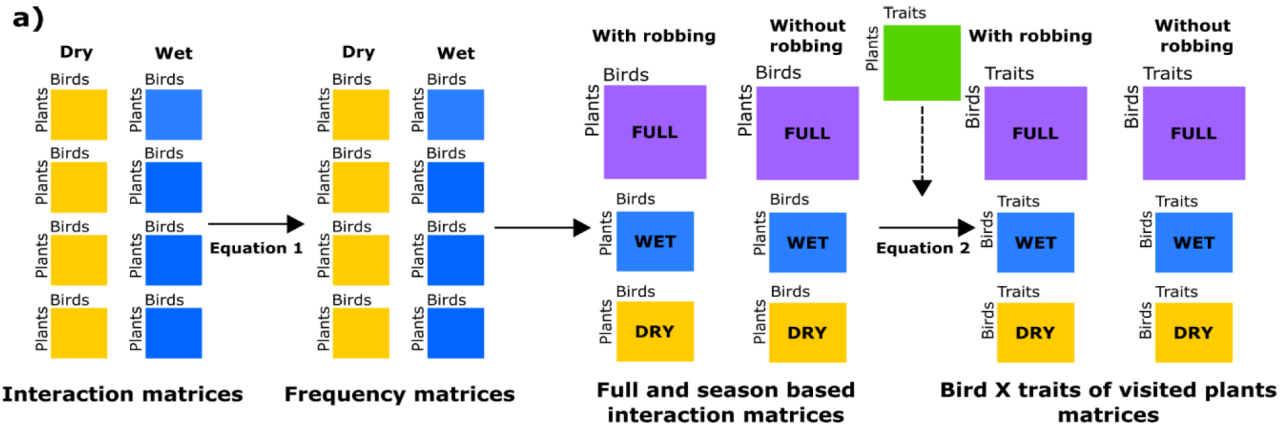 a)
Dry Wet
Birds Birds
Plants Plants
Birds Birds
Plants Plants
Birds Birds
Plants Plants
Birds Birds
Plants Plants
Interaction matrices
Equation 1
Dry Wet
Birds Birds
Plants Plants
Birds Birds
Plants Plants
Birds Birds
Plants Plants
Birds Birds
Plants Plants
Frequency matrices
With robbing
Without
robbing
Birds Birds
Plants FULL Plants FULL
Birds Birds
Plants WET Plants WET
Birds Birds
Plants DRY Plants DRY
Full and season based
interaction matrices
Traits
Plants
Equation 2
With robbing
Without
robbing
Traits Traits
Birds FULL Birds FULL
Traits Traits
Birds WET Birds WET
Traits Traits
Birds DRY Birds DRY
Bird X traits of visited plants
matrices